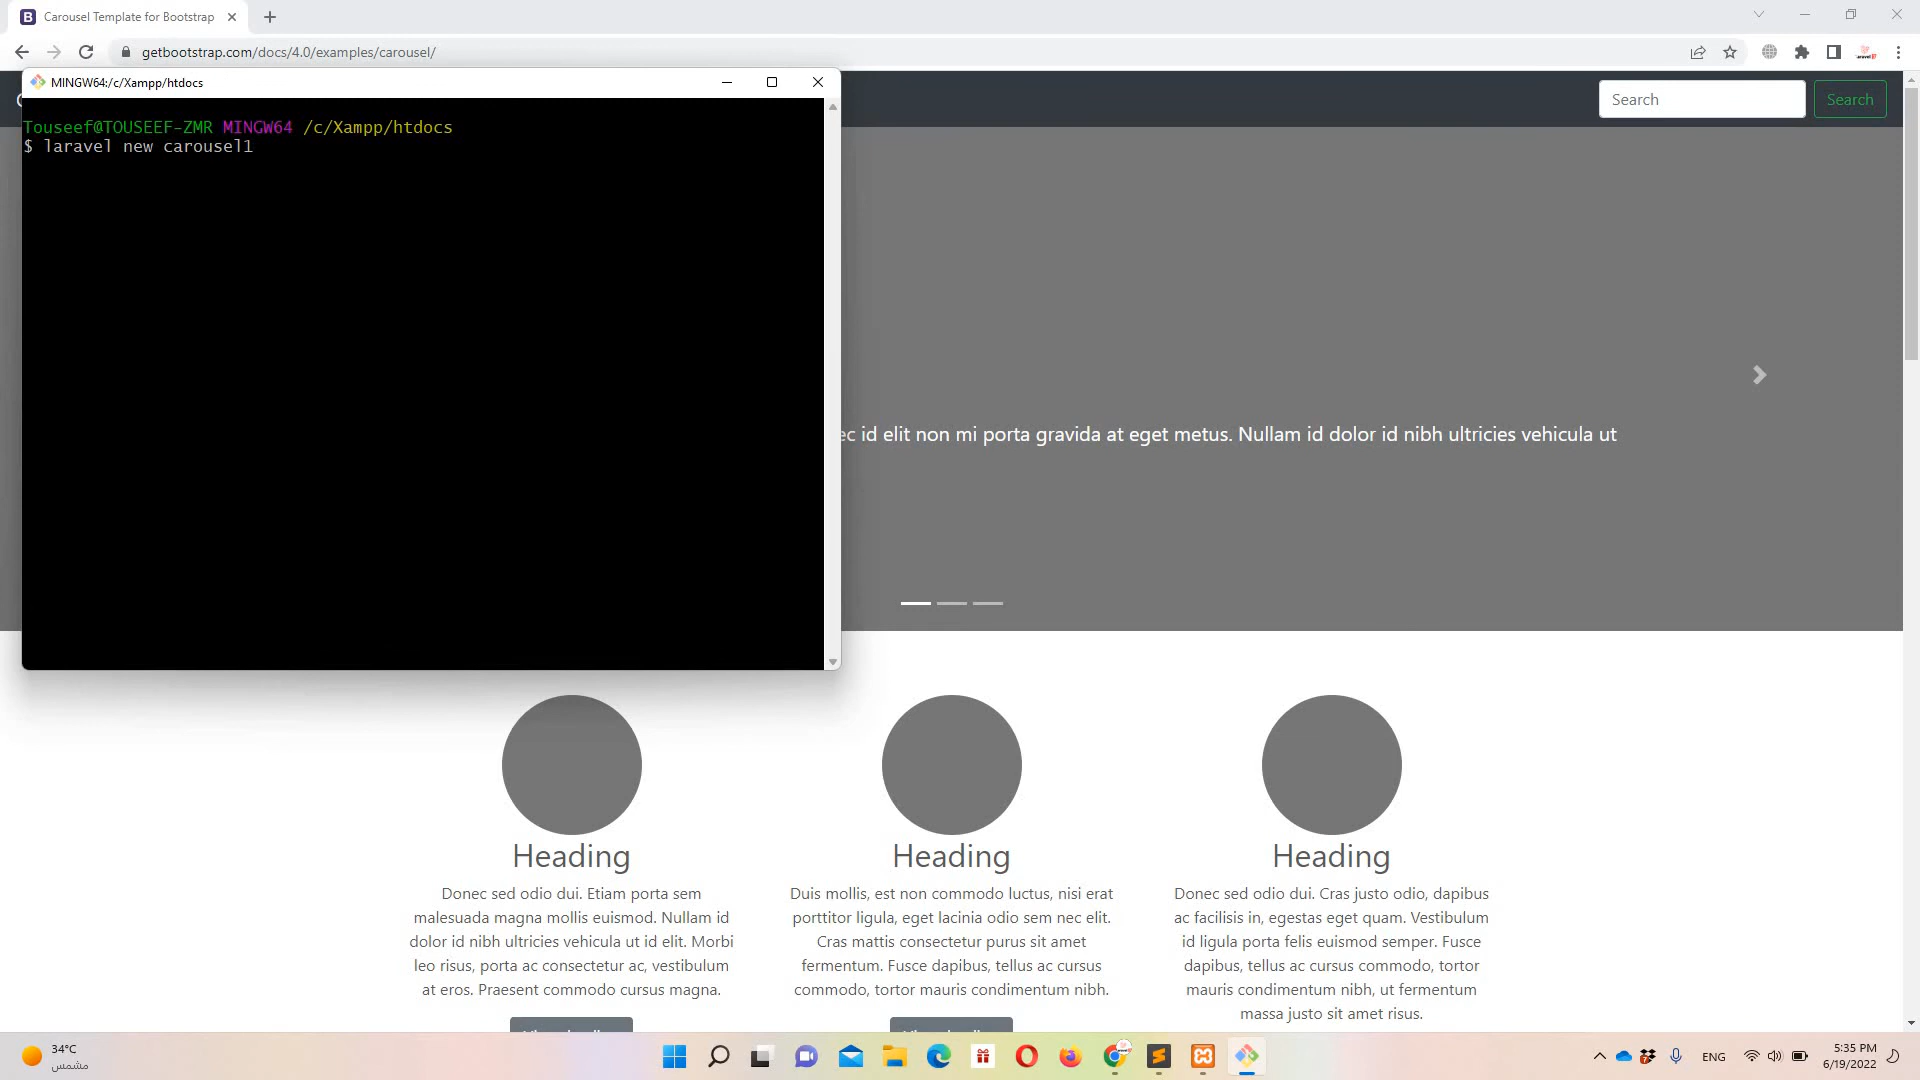 Carousel Template for Bootstrap
getbootstrap.com/docs/4.0/examples/carousel/
MINGW64:/c/Xampp/htdocs
Search
Search
Touseef@TOUSEEF-ZMR MINGW64 /c/Xampp/htdocs
$ laravel new carousel1
id elit non mi porta gravida at eget metus. Nullam id dolor id nibh ultricies vehicula ut
Heading
Donec sed odio dui. Etiam porta sem
malesuada magna mollis euismod. Nullam id
dolor id nibh ultricies vehicula ut id elit. Morbi
leo risus, porta ac consectetur ac, vestibulum
at eros. Praesent commodo cursus magna.
Heading
Duis mollis, est non commodo luctus, nisi erat
porttitor ligula, eget lacinia odio sem nec elit.
Cras mattis consectetur purus sit amet
fermentum. Fusce dapibus, tellus ac cursus
commodo, tortor mauris condimentum nibh.
Heading
Donec sed odio dui. Cras justo odio, dapibus
ac facilisis in, egestas eget quam. Vestibulum
id ligula porta felis euismod semper. Fusce
dapibus, tellus ac cursus commodo, tortor
mauris condimentum nibh, ut fermentum
massa justo sit amet risus.
34°C
مشمس
ENG
5:35 PM
6/19/2022